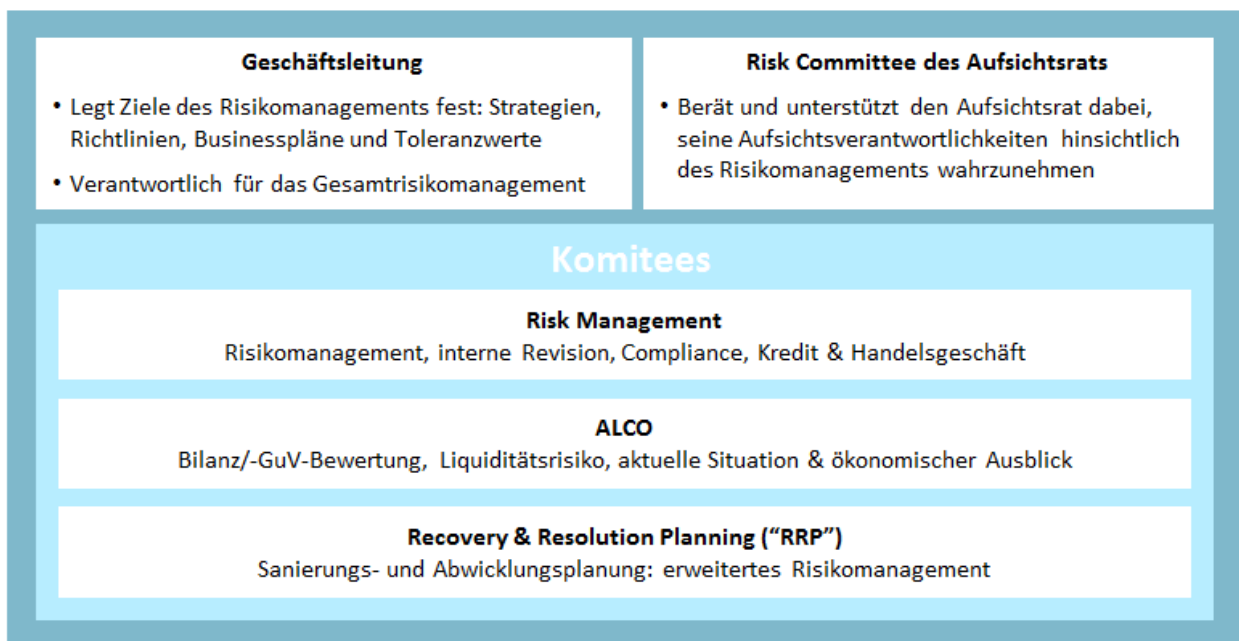 Geschäftsleitung
• Legt Ziele des Risikomanagements fest: Strategien,
Richtlinien, Businesspläne und Toleranzwerte
• Verantwortlich für das Gesamtrisikomanagement
Risk Committee des Aufsichtsrats
• Berät und unterstützt den Aufsichtsrat dabei,
seine Aufsichtsverantwortlichkeiten hinsichtlich
des Risikomanagements wahrzunehmen
Komitees
Risk Management
Risikomanagement, interne Revision, Compliance, Kredit & Handelsgeschäft
ALCO
Bilanz/-GuV-Bewertung, Liquiditätsrisiko, aktuelle Situation & ökonomischer Ausblick
Recovery & Resolution Planning (“RRP”)
Sanierungs- und Abwicklungsplanung: erweitertes Risikomanagement